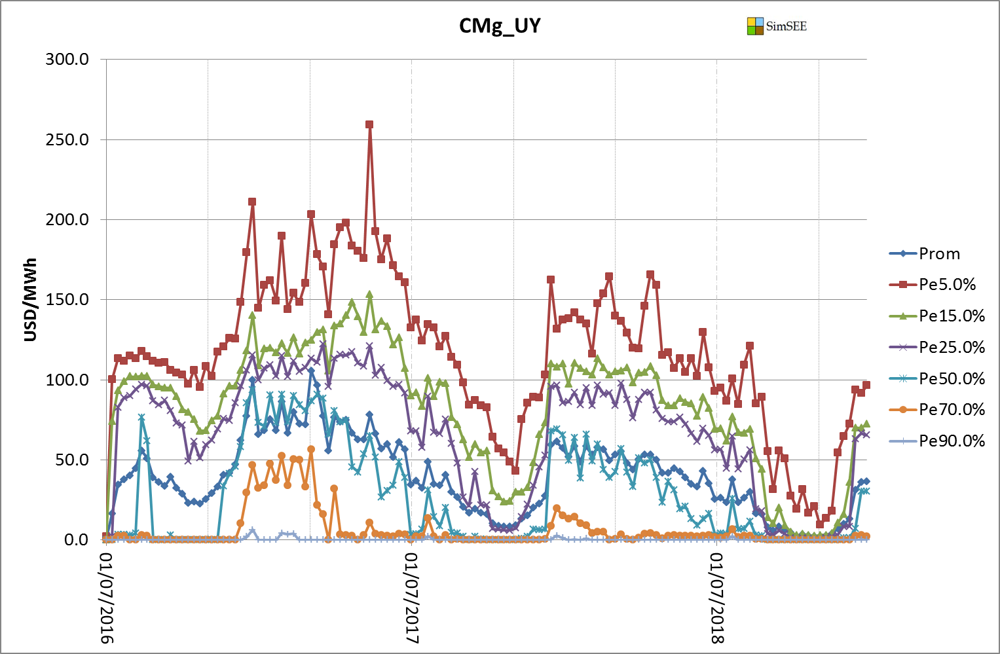 CMg_UY
SimSEE
300.0
250.0
200.0
150.0
100.0
50.0
0.0
USD/MWh
01/07/2016
01/07/2017
01/07/2018
Prom
Pe5.0%
Pe15.0%
Pe25.0%
Pe50.0%
Pe70.0%
Pe90.0%